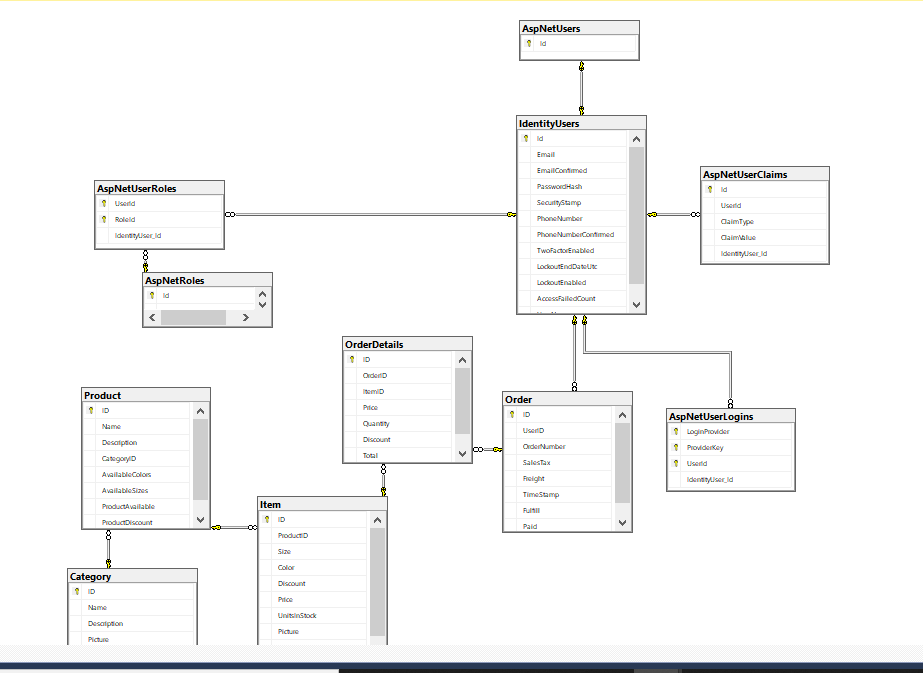 AspNetUsers
Id
IdentityUsers
Id
Email
EmailConfirmed
PasswordHash
SecurityStamp
PhoneNumber
PhoneNumberConfirmed
TwoFactorEnabled
LockoutEndDateUtc
LockoutEnabled
AccessFailedCount
AspNetUserClaims
Id
UserId
ClaimType
ClaimValue
IdentityUser_Id
AspNetUserRoles
UserId
RoleId
IdentityUser_Id
AspNetRoles
Id
OrderDetails
ID
OrderID
ItemID
Price
Quantity
Discount
Total
Product
ID
Name
Description
CategoryID
AvailableColors
AvailableSizes
ProductAvailable
ProductDiscount
Order
ID
UserID
OrderNumber
SalesTax
Freight
TimeStamp
Fulfill
Paid
AspNetUserLogins
LoginProvider
ProviderKey
UserId
IdentityUser_Id
Item
ID
ProductID
Size
Color
Discount
Price
UnitsInStock
Picture
Category
ID
Name
Description
Picture